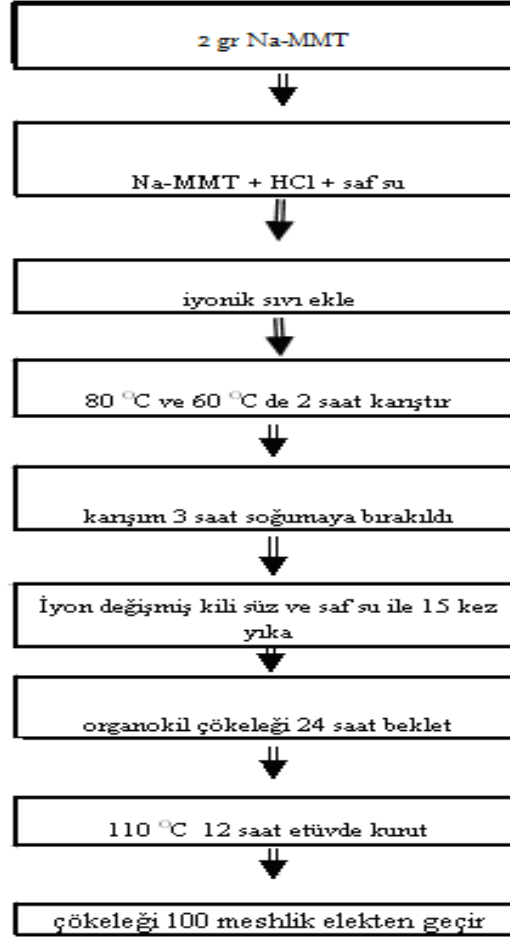 2 gr Na-MMT
Na-MMT + HCl + saf su
iyonik sıvı ekle
80 °C ve 60 °C de 2 saat karıştır
karışım 3 saat soğumaya bırakıldı
İyon değişmiş kili süz ve saf su ile 15 kez
yıka
organokil çökeleği 24 saat beklet
110 °C 12 saat etüvde kurut
çökeleği 100 meshlik elekten geçir